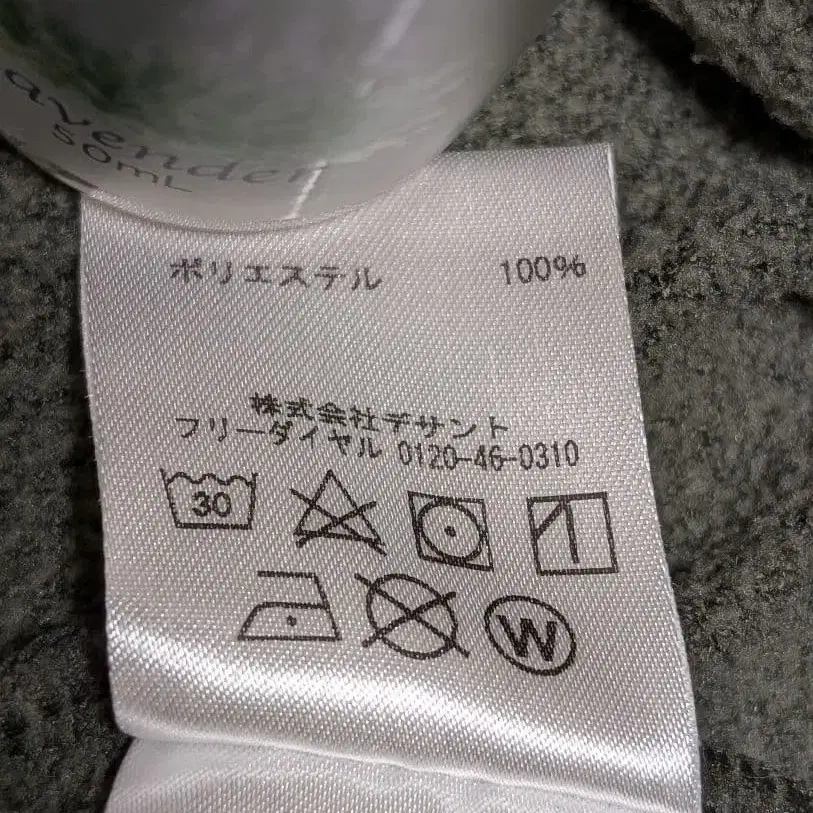 avender
50mL
ポリエステル 100%
株式会社デサント
フリーダイヤル 0120-46-0310
30
W